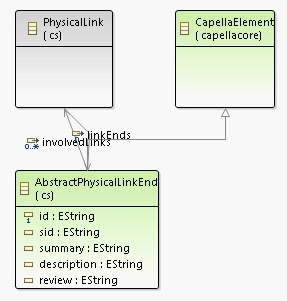 PhysicalLink
(cs)
CapellaElement
(capellacore)
linkEnds
0..* involvedLinks
AbstractPhysicalLinkEnd
(cs)
1 id : EString
sid : EString
summary : EString
description : EString
review : EString